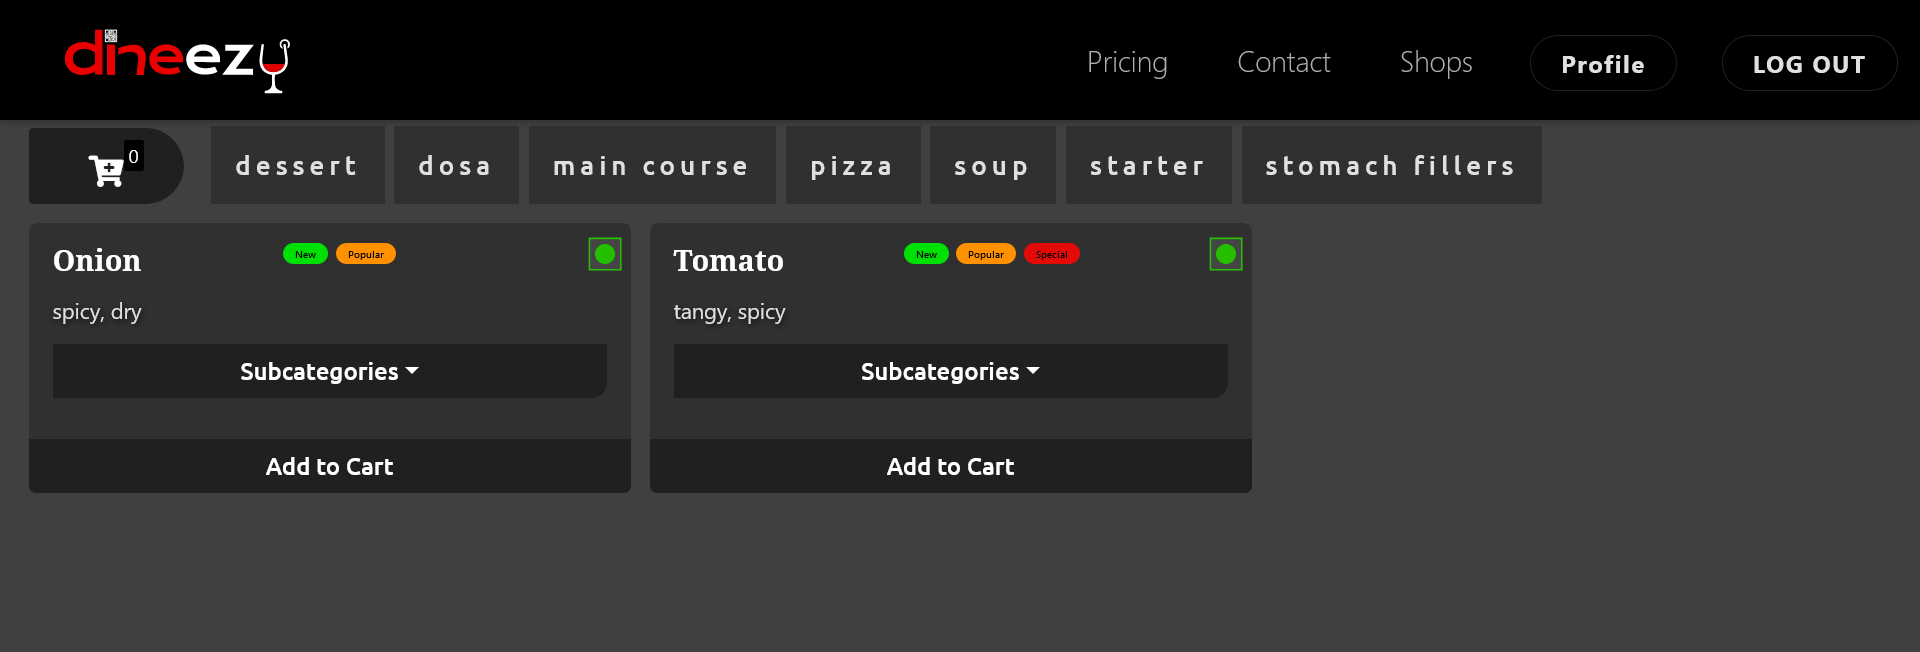 dineezy
Pricing Contact Shops Profile LOG OUT
0 dessert dosa main course pizza soup starter stomach fillers
Onion New Popular
spicy, dry
Subcategories
Add to Cart
Tomato New Popular Special
tangy, spicy
Subcategories
Add to Cart